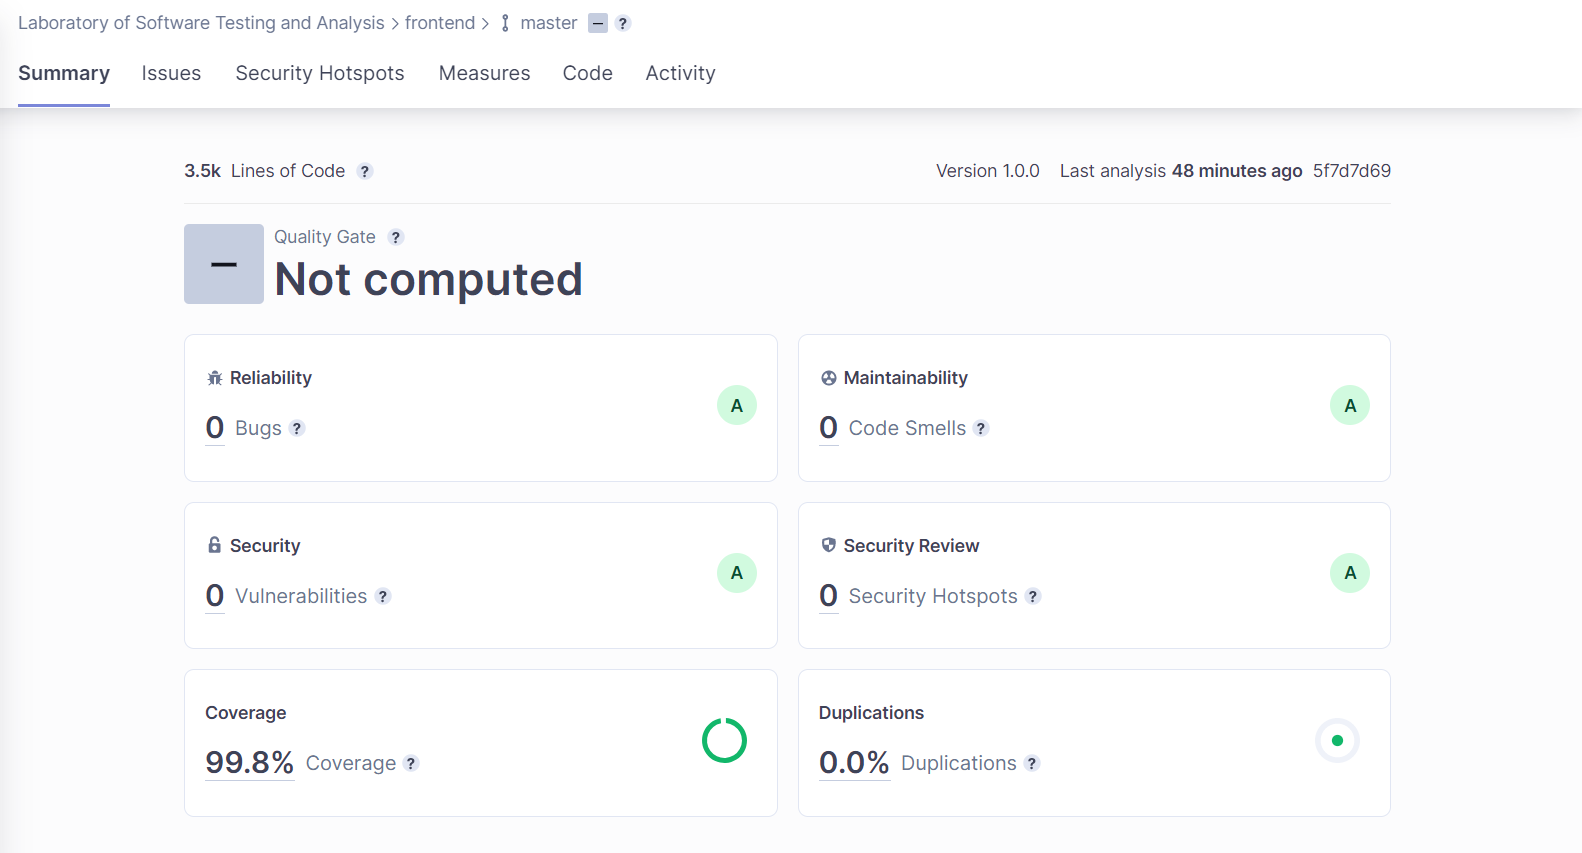 Laboratory of Software Testing and Analysis > frontend > master – ?
Summary Issues Security Hotspots Measures Code Activity
3.5k Lines of Code ? Version 1.0.0 Last analysis 48 minutes ago 5f7d7d69
Quality Gate ?
– Not computed
Reliability
0 Bugs ?
A
Maintainability
0 Code Smells ?
A
Security
0 Vulnerabilities ?
A
Security Review
0 Security Hotspots ?
A
Coverage
99.8% Coverage ?
Duplications
0.0% Duplications ?